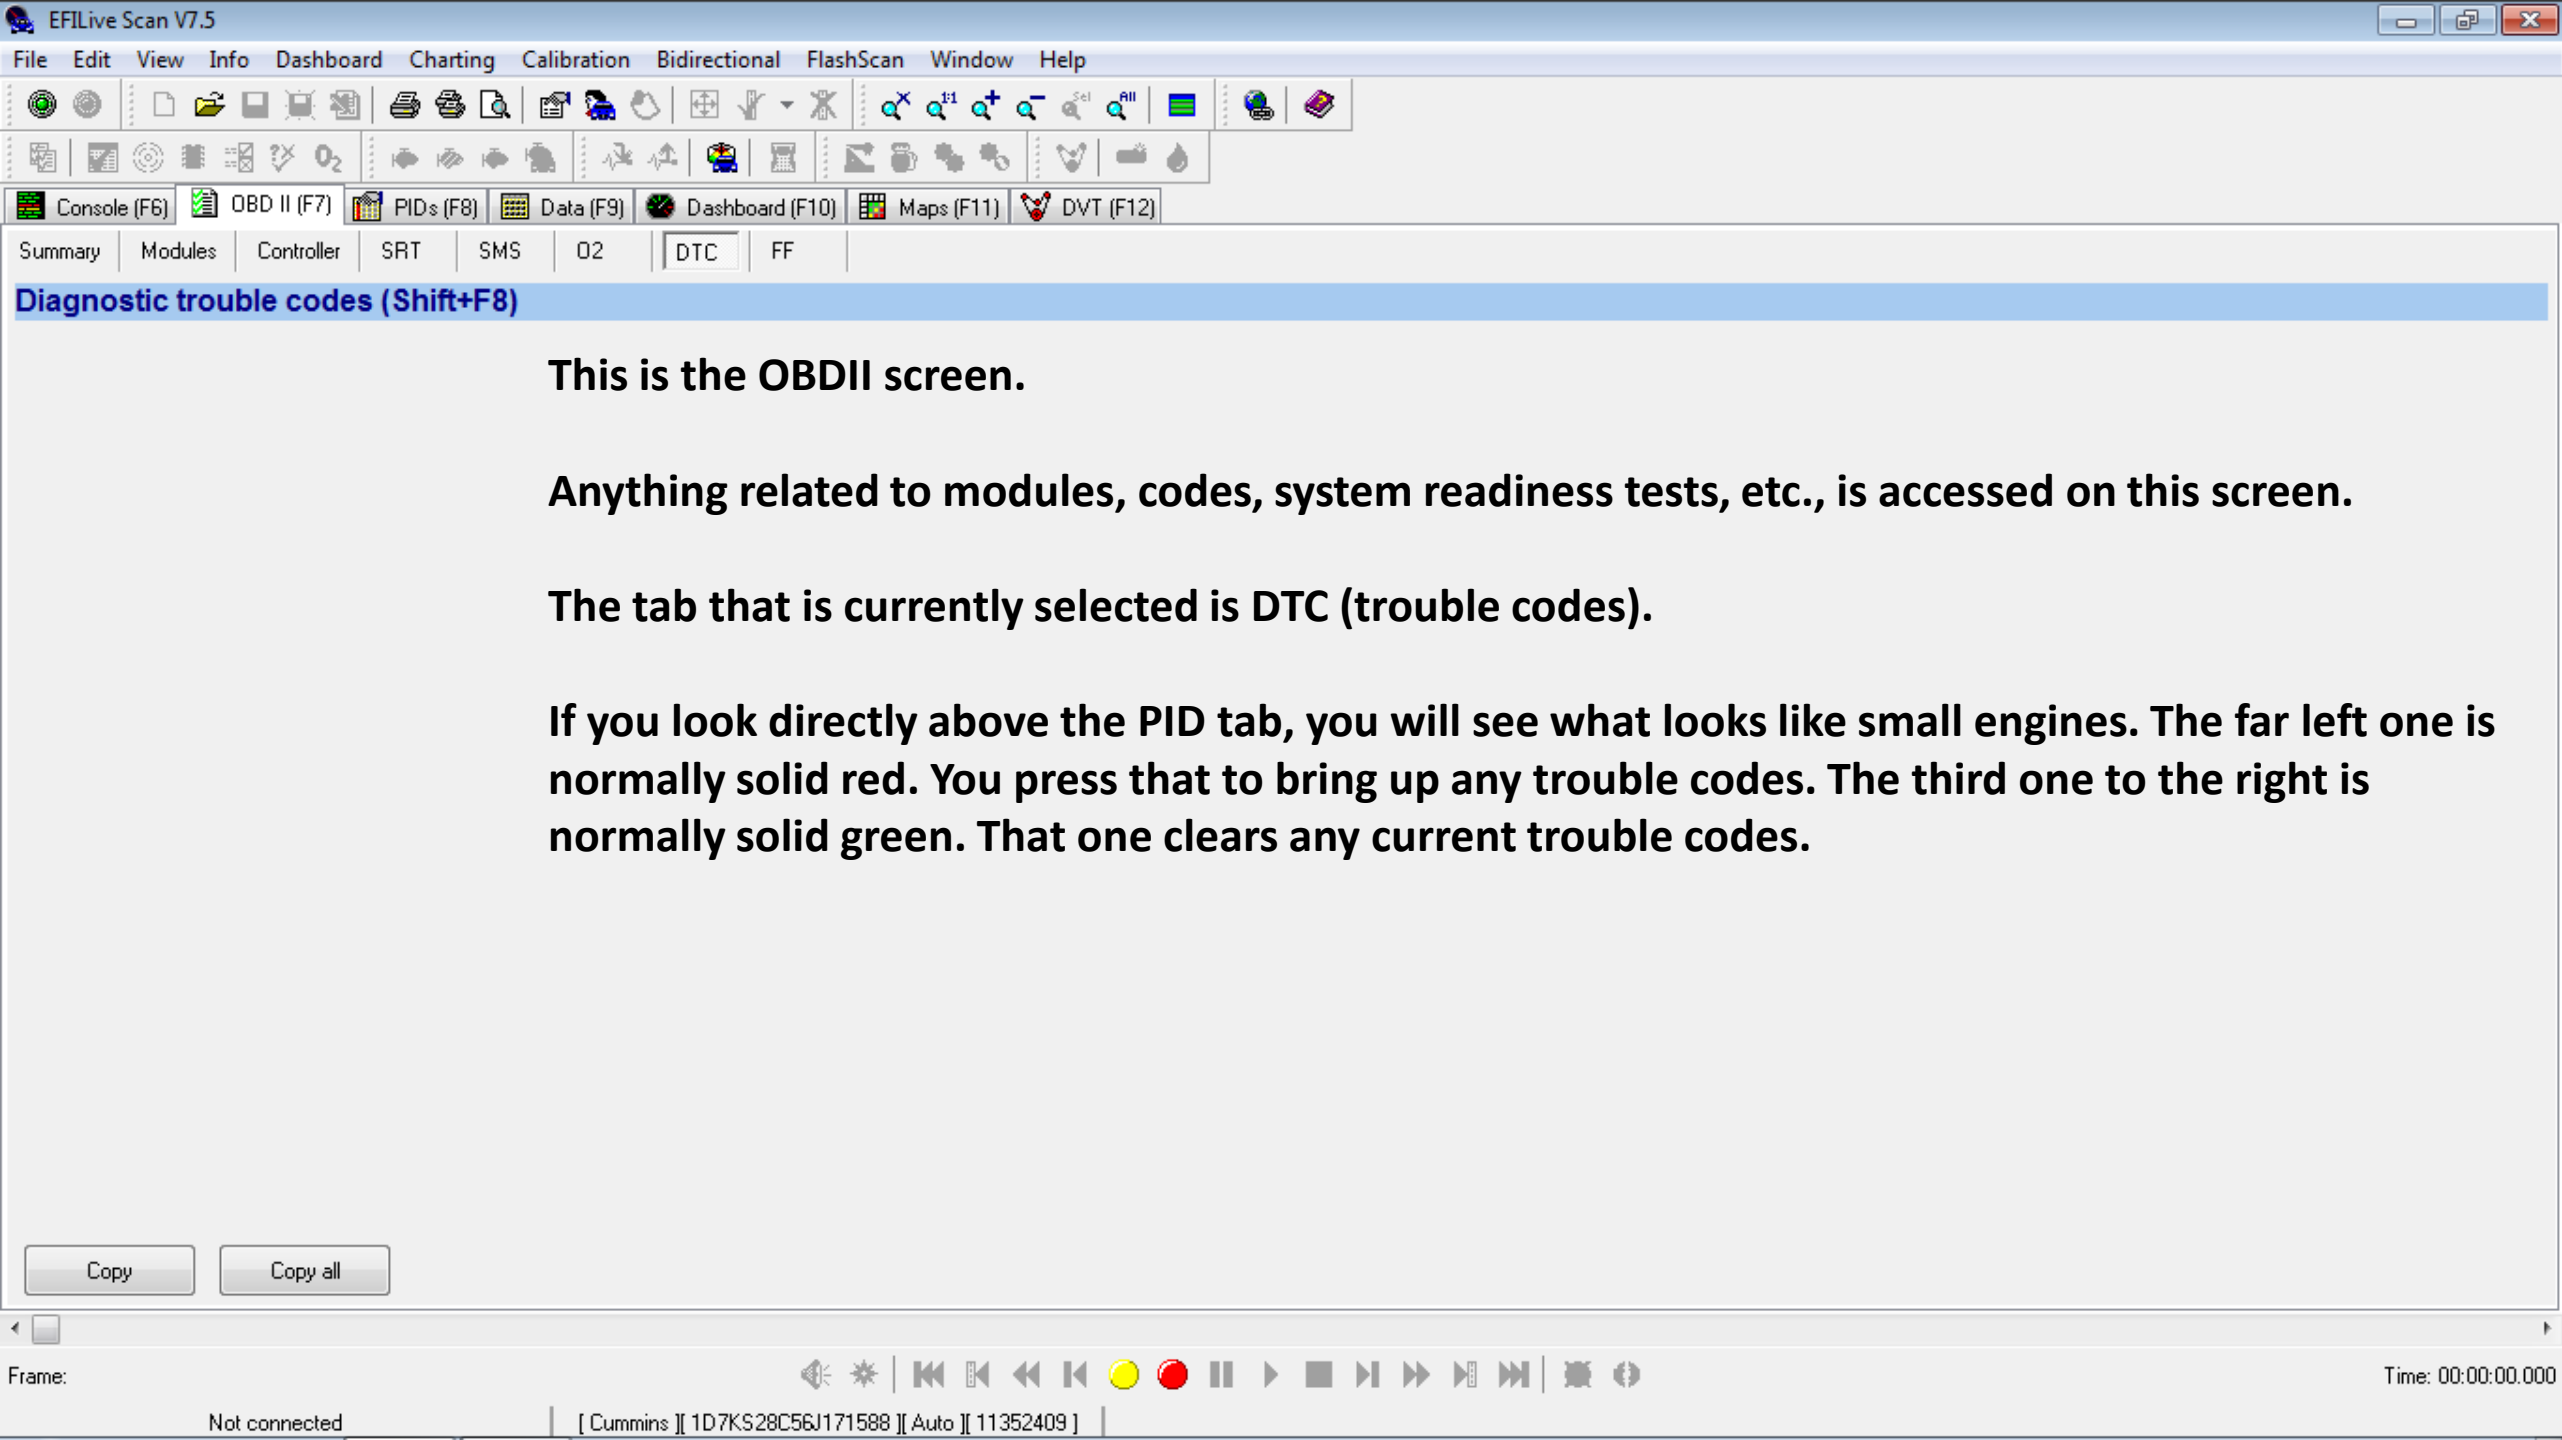 EFILive Scan V7.5
File Edit View Info Dashboard Charting Calibration Bidirectional FlashScan Window Help
1:1 Sel All
O2
Console (F6) OBD II (F7) PIDs (F8) Data (F9) Dashboard (F10) Maps (F11) DVT (F12)
Summary Modules Controller SRT SMS O2 DTC FF
Diagnostic trouble codes (Shift+F8)
This is the OBDII screen.
Anything related to modules, codes, system readiness tests, etc., is accessed on this screen.
The tab that is currently selected is DTC (trouble codes).
If you look directly above the PID tab, you will see what looks like small engines. The far left one is
normally solid red. You press that to bring up any trouble codes. The third one to the right is
normally solid green. That one clears any current trouble codes.
Copy Copy all
Frame: Time: 00:00:00.000
Not connected [ Cummins ][ 1D7KS28C56J171588 ][ Auto ][ 11352409 ]